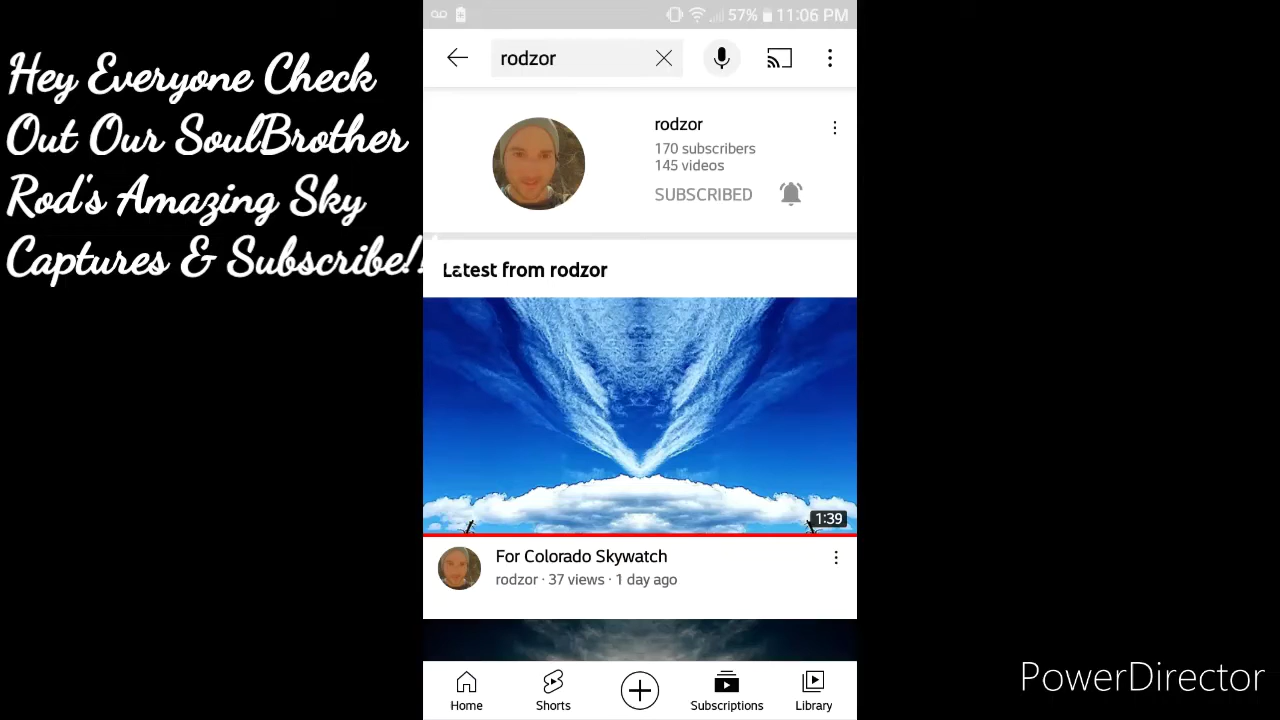 Hey Everyone Check
Out Our SoulBrother
Rod's Amazing Sky
Captures & Subscribe!!
57% 11:06 PM
rodzor
rodzor
170 subscribers
145 videos
SUBSCRIBED
Latest from rodzor
1:39
For Colorado Skywatch
rodzor · 37 views · 1 day ago
Home Shorts Subscriptions Library
PowerDirector